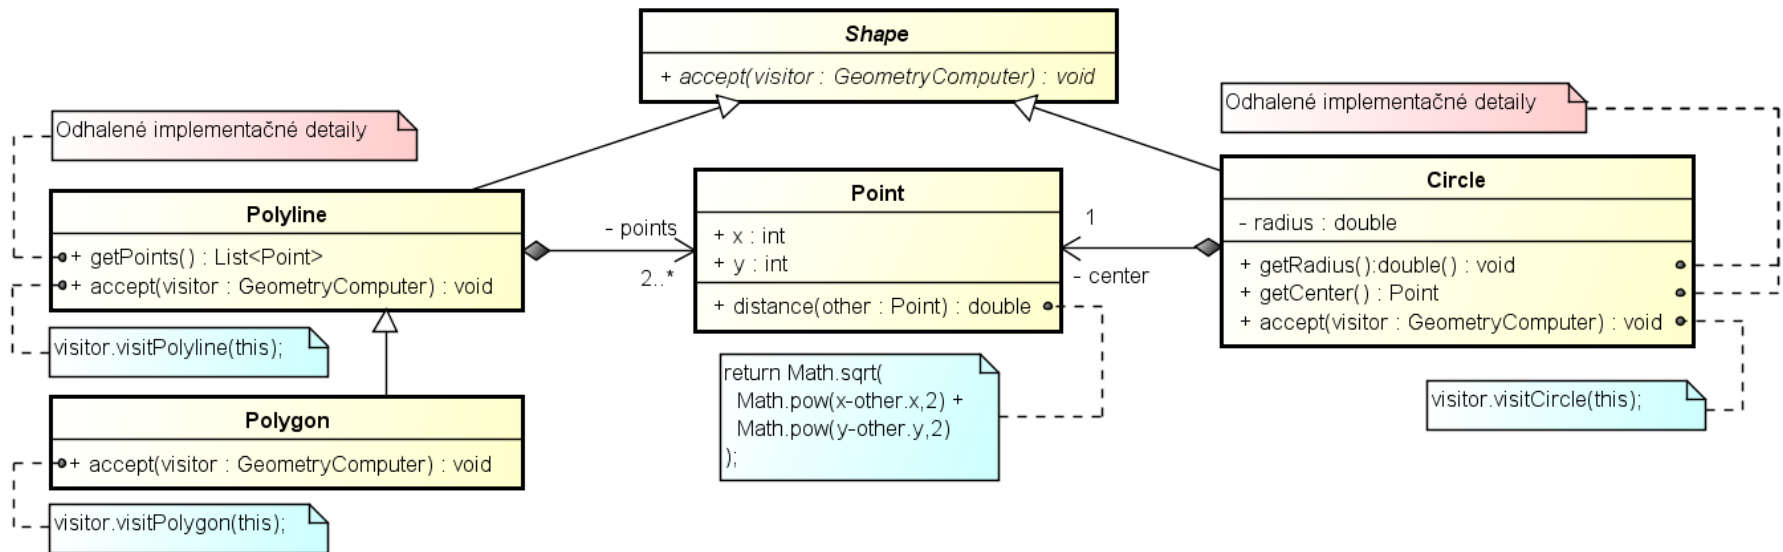 Shape
+ accept(visitor : GeometryComputer) : void
Odhalené implementačné detaily
Odhalené implementačné detaily
Polyline
+ getPoints() : List<Point>
+ accept(visitor : GeometryComputer) : void
- points
2..*
Point
+ x : int
+ y : int
+ distance(other : Point) : double
1
- center
Circle
- radius : double
+ getRadius():double() : void
+ getCenter() : Point
+ accept(visitor : GeometryComputer) : void
visitor.visitPolyline(this);
return Math.sqrt(
Math.pow(x-other.x,2) +
Math.pow(y-other.y,2)
);
visitor.visitCircle(this);
Polygon
+ accept(visitor : GeometryComputer) : void
visitor.visitPolygon(this);